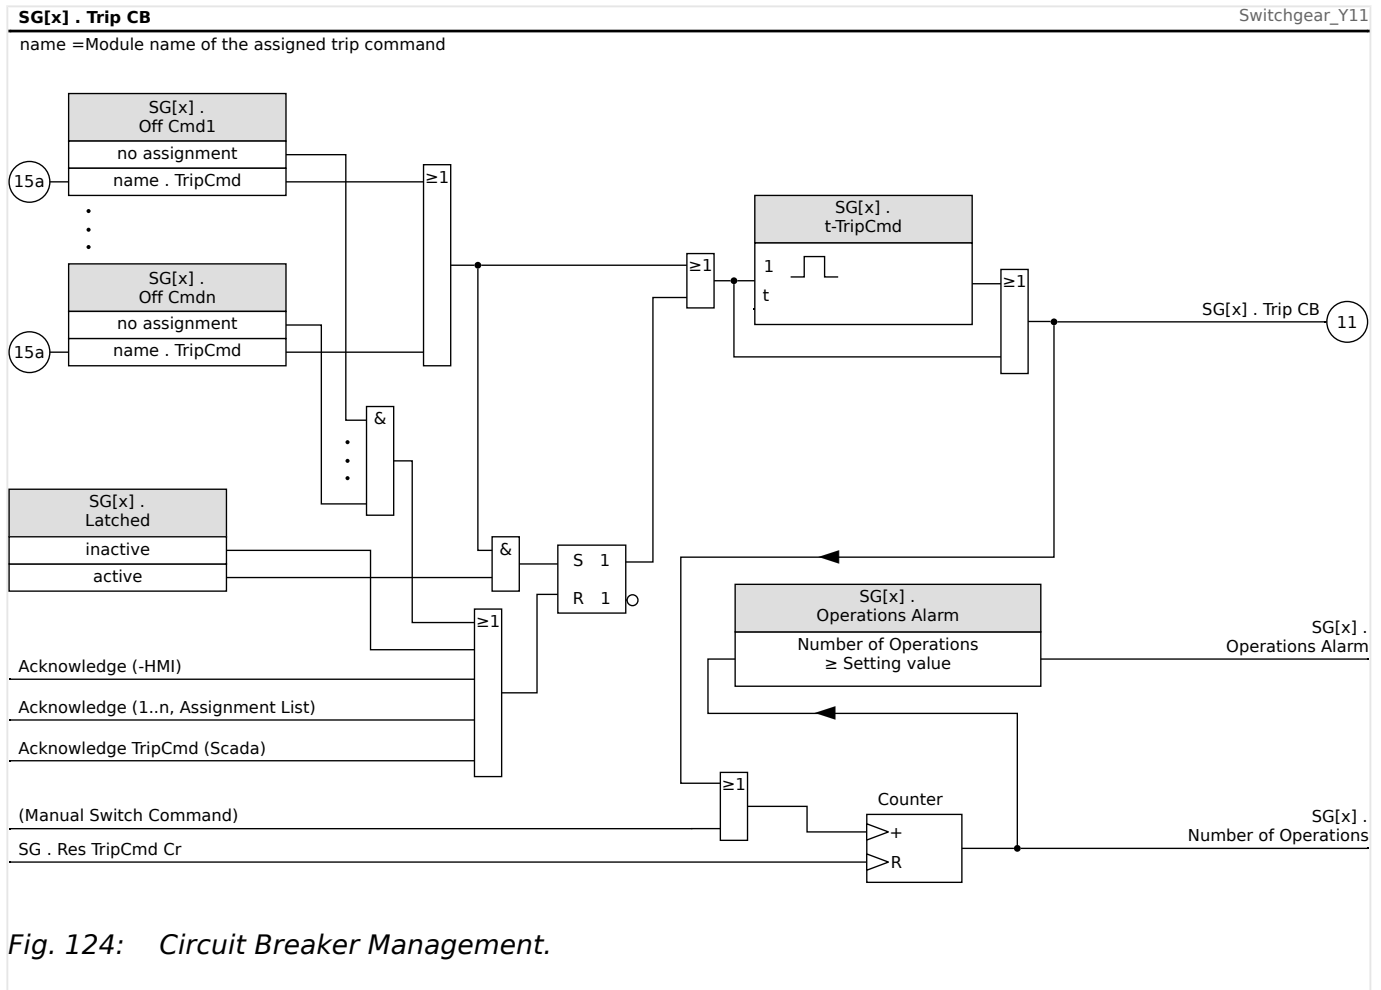 SG[x] . Trip CB
Switchgear_Y11
name =Module name of the assigned trip command
SG[x] .
Off Cmd1
no assignment
15a
name . TripCmd
≥1
SG[x] .
Off Cmdn
no assignment
15a
name . TripCmd
≥1
SG[x] .
t-TripCmd
1
t
≥1
SG[x] . Trip CB
11
&
SG[x] .
Latched
inactive
active
&
S 1
R 1
≥1
Acknowledge (-HMI)
Acknowledge (1..n, Assignment List)
Acknowledge TripCmd (Scada)
SG[x] .
Operations Alarm
Number of Operations
≥ Setting value
SG[x] .
Operations Alarm
(Manual Switch Command)
SG . Res TripCmd Cr
≥1
Counter
+
R
SG[x] .
Number of Operations
Fig. 124: Circuit Breaker Management.